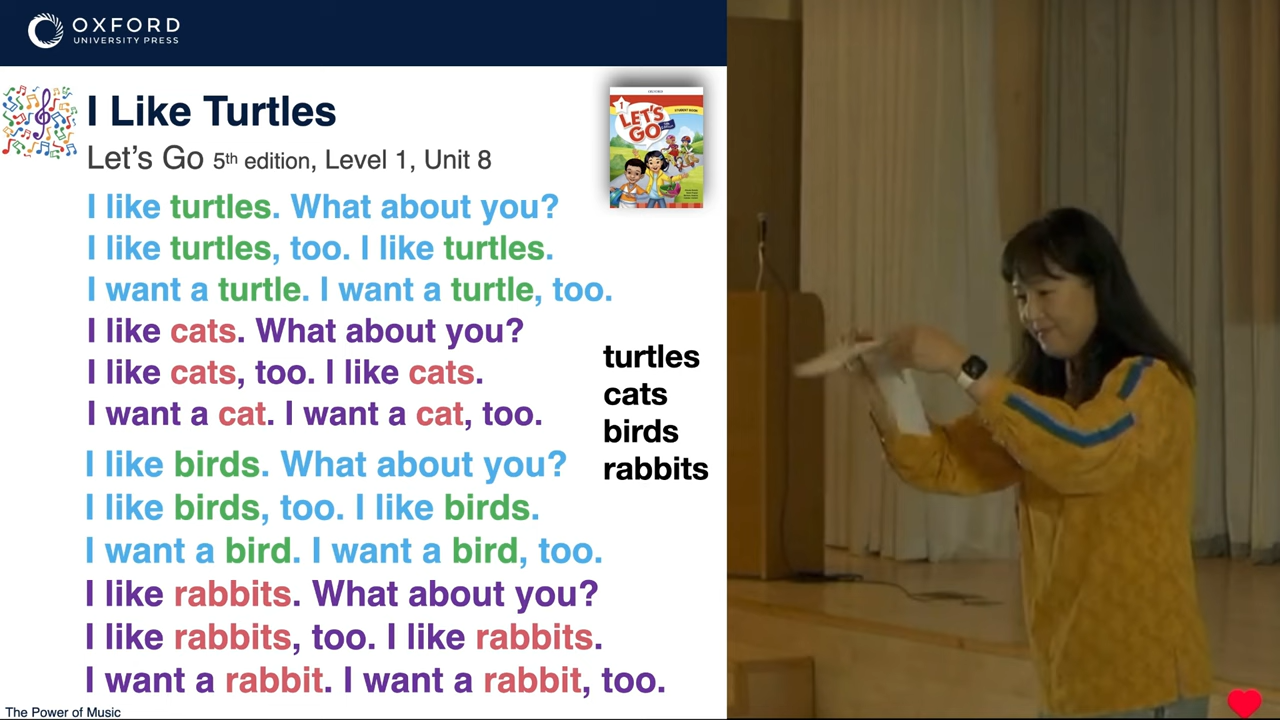 OXFORD
UNIVERSITY PRESS
I Like Turtles
Let's Go 5th edition, Level 1, Unit 8
1
LET'S
GO
I like turtles. What about you?
I like turtles, too. I like turtles.
I want a turtle. I want a turtle, too.
I like cats. What about you?
I like cats, too. I like cats.
I want a cat. I want a cat, too.
I like birds. What about you?
I like birds, too. I like birds.
I want a bird. I want a bird, too.
I like rabbits. What about you?
I like rabbits, too. I like rabbits.
I want a rabbit. I want a rabbit, too.
turtles
cats
birds
rabbits
The Power of Music